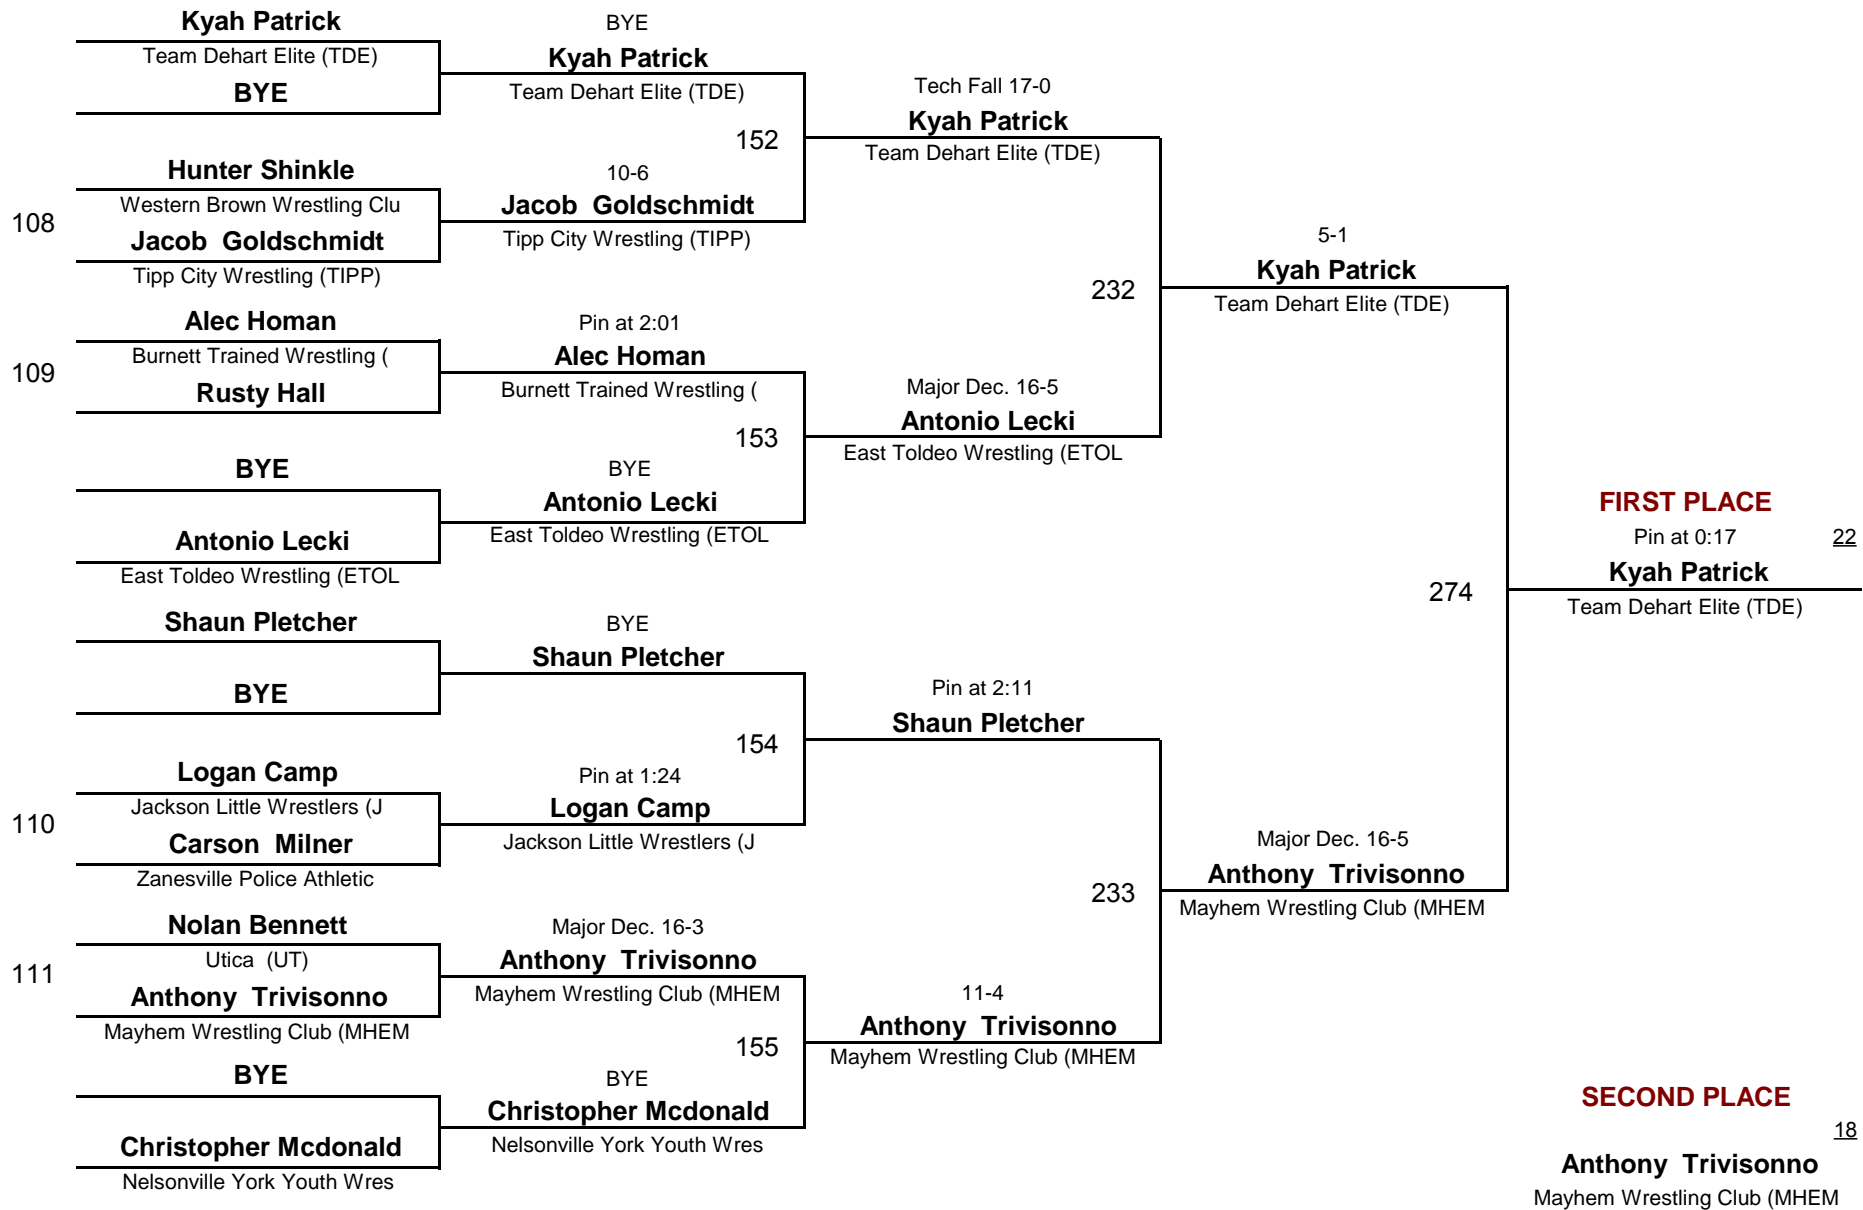 Kyah Patrick
Team Dehart Elite (TDE)
BYE
108
Hunter Shinkle
Western Brown Wrestling Clu
Jacob  Goldschmidt
Tipp City Wrestling (TIPP)
109
Alec Homan
Burnett Trained Wrestling (
Rusty Hall
BYE
Antonio Lecki
East Toldeo Wrestling (ETOL
Shaun Pletcher
BYE
110
Logan Camp
Jackson Little Wrestlers (J
Carson  Milner
Zanesville Police Athletic
111
Nolan Bennett
Utica  (UT)
Anthony  Trivisonno
Mayhem Wrestling Club (MHEM
BYE
Christopher Mcdonald
Nelsonville York Youth Wres
BYE
Kyah Patrick
Team Dehart Elite (TDE)
152
10-6
Jacob  Goldschmidt
Tipp City Wrestling (TIPP)
Pin at 2:01
Alec Homan
Burnett Trained Wrestling (
153
BYE
Antonio Lecki
East Toldeo Wrestling (ETOL
BYE
Shaun Pletcher
154
Pin at 1:24
Logan Camp
Jackson Little Wrestlers (J
Major Dec. 16-3
Anthony  Trivisonno
Mayhem Wrestling Club (MHEM
155
BYE
Christopher Mcdonald
Nelsonville York Youth Wres
Tech Fall 17-0
Kyah Patrick
Team Dehart Elite (TDE)
232
Major Dec. 16-5
Antonio Lecki
East Toldeo Wrestling (ETOL
Pin at 2:11
Shaun Pletcher
233
11-4
Anthony  Trivisonno
Mayhem Wrestling Club (MHEM
5-1
Kyah Patrick
Team Dehart Elite (TDE)
274
Major Dec. 16-5
Anthony  Trivisonno
Mayhem Wrestling Club (MHEM
FIRST PLACE
Pin at 0:17
22
Kyah Patrick
Team Dehart Elite (TDE)
SECOND PLACE
18
Anthony  Trivisonno
Mayhem Wrestling Club (MHEM